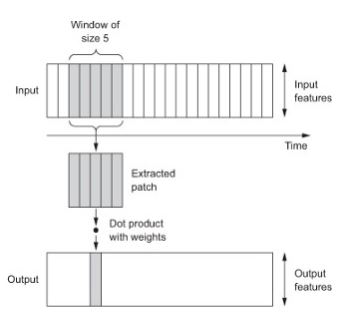 Window of
size 5
Input
Input
features
Time
Extracted
patch
Dot product
with weights
Output
Output
features